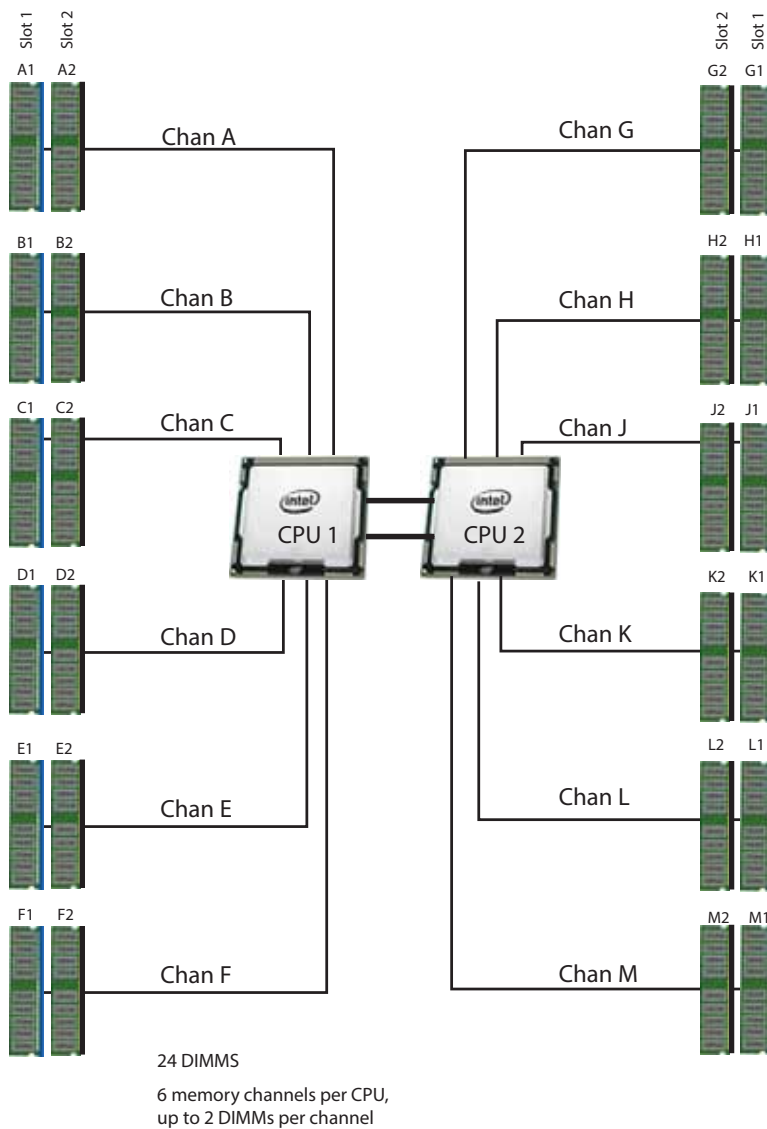 Slot 1
Slot 2
Slot 2
Slot 1
A1 A2
G2 G1
Chan A
Chan G
B1 B2
H2 H1
Chan B
Chan H
C1 C2
J2 J1
Chan C
Chan J
intel
CPU 1
intel
CPU 2
D1 D2
K2 K1
Chan D
Chan K
E1 E2
L2 L1
Chan E
Chan L
F1 F2
M2 M1
Chan F
Chan M
24 DIMMS
6 memory channels per CPU,
up to 2 DIMMs per channel